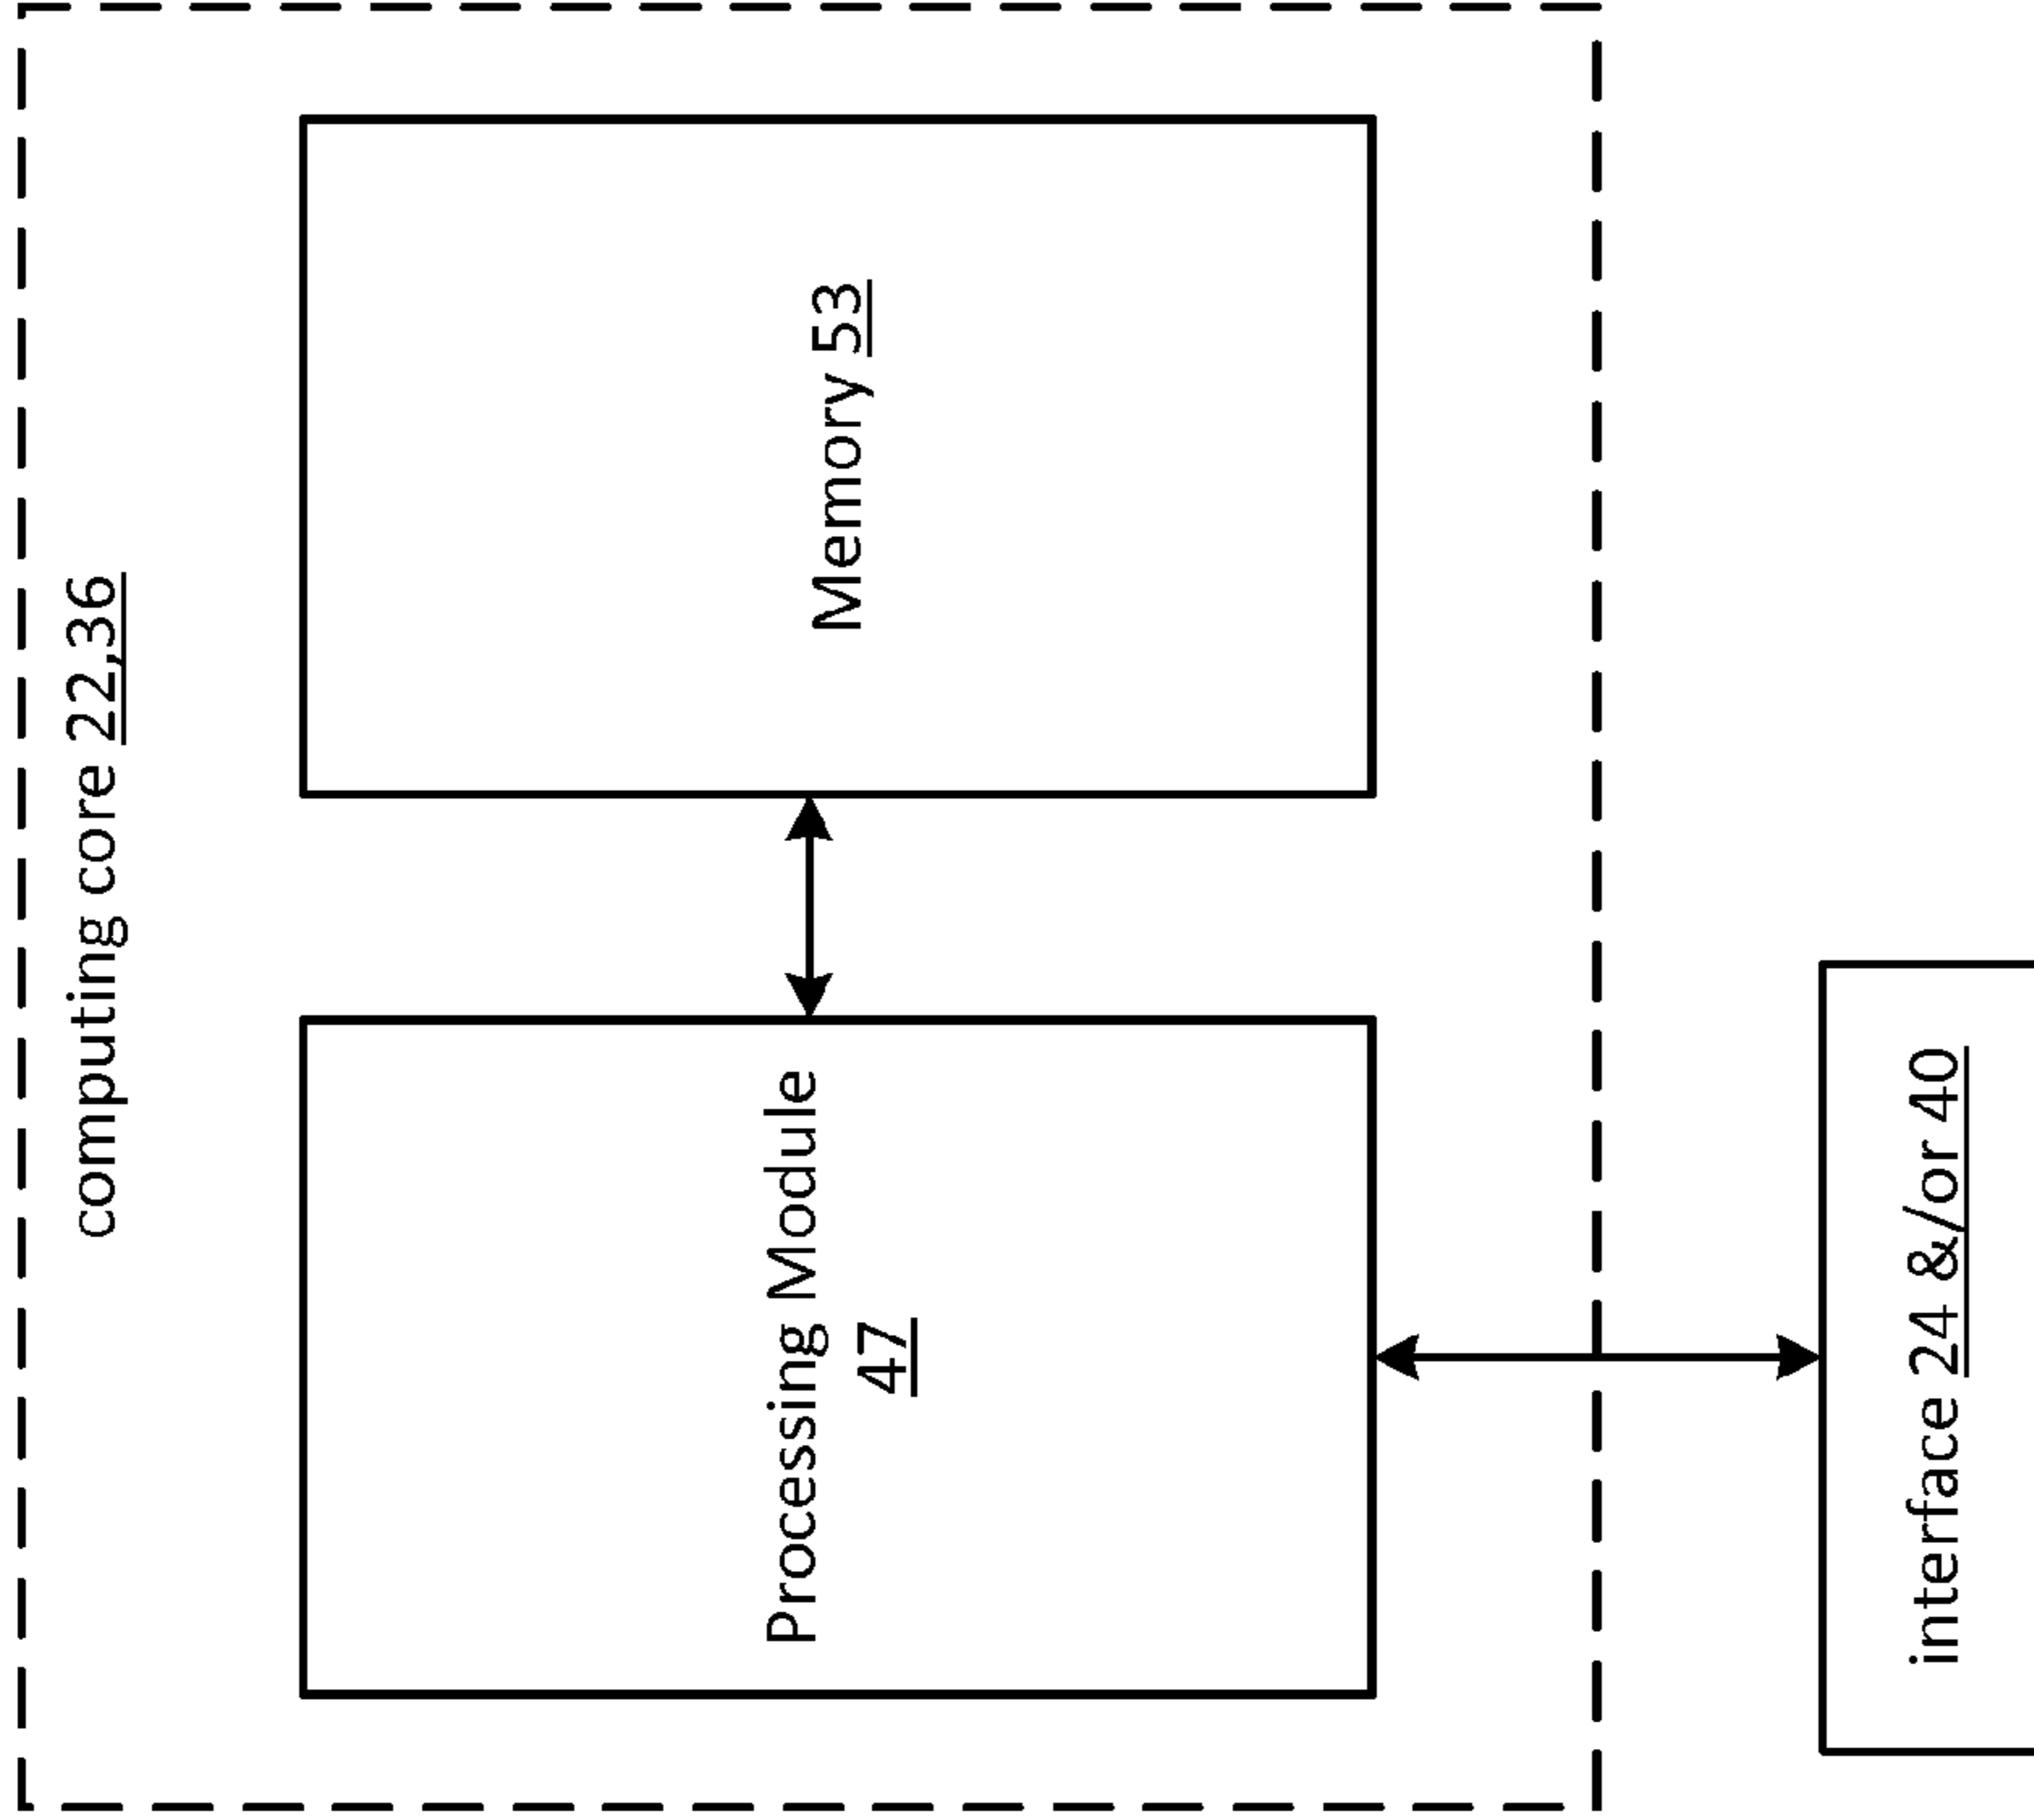 computing core 22,36
Processing Module
47
Memory 53
interface 24 &/or 40